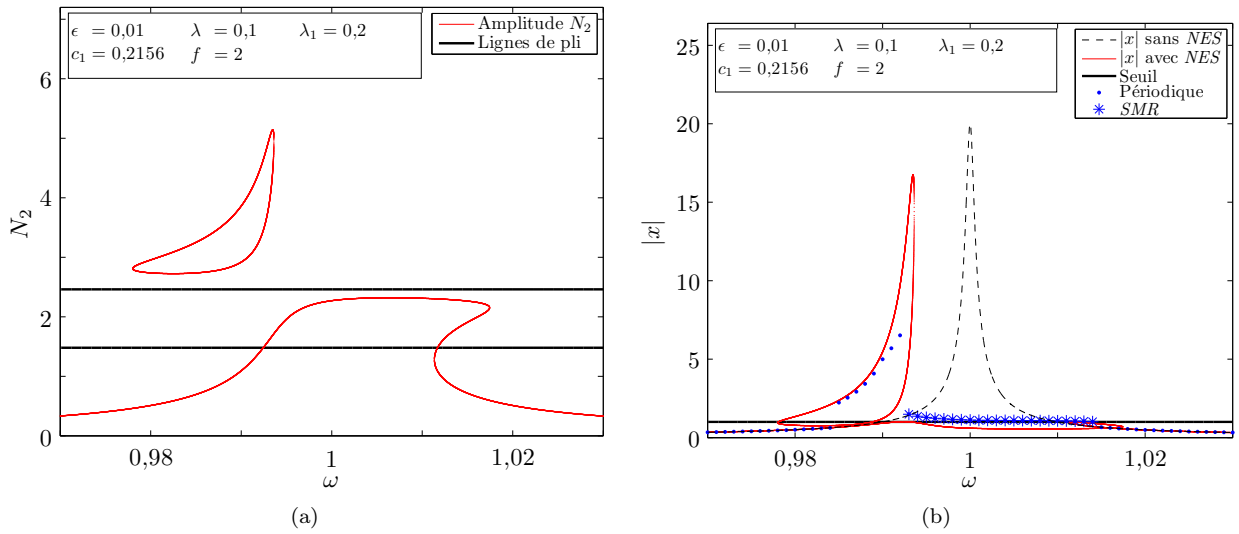 ϵ = 0,01 λ = 0,1 λ₁ = 0,2
c₁ = 0,2156 f = 2
Amplitude N₂
Lignes de pli
6
4
2
0
N₂
0,98 1 1,02
ω
(a)
ϵ = 0,01 λ = 0,1 λ₁ = 0,2
c₁ = 0,2156 f = 2
|x| sans NES
|x| avec NES
Seuil
Périodique
SMR
25
20
15
10
5
0
|x|
0,98 1 1,02
ω
(b)